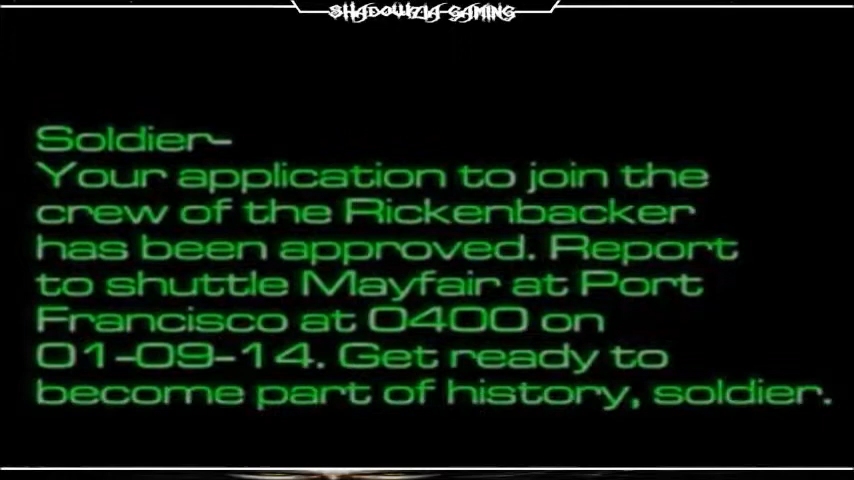 SHADOWZIA GAMING
Soldier-
Your application to join the
crew of the Rickenbacker
has been approved. Report
to shuttle Mayfair at Port
Francisco at 0400 on
01-09-14. Get ready to
become part of history, soldier.